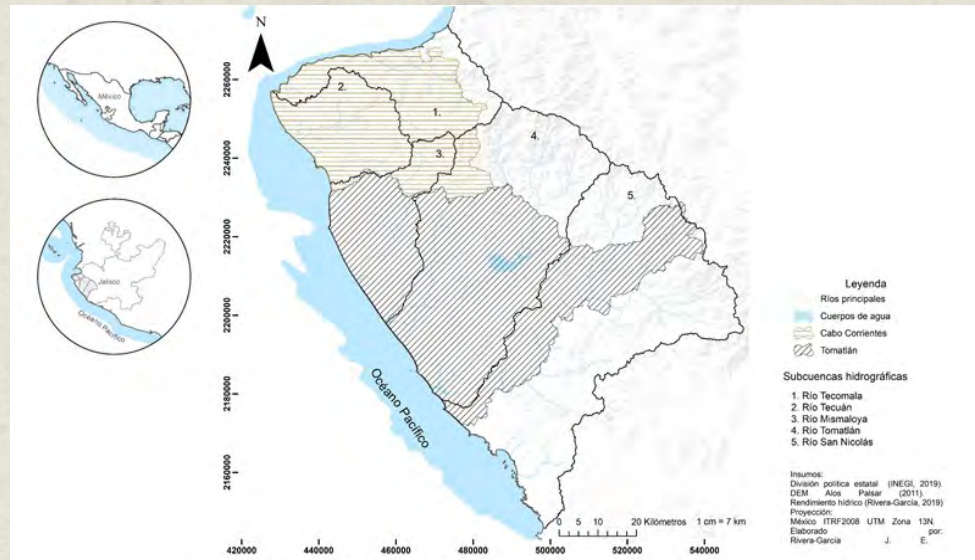 N
México
Jalisco
Océano Pacífico
2260000
2240000
2220000
2200000
2180000
2160000
1.
2.
3.
4.
5.
Océano Pacífico
0 5 10 20 Kilómetros 1 cm = 7 km
420000 440000 460000 480000 500000 520000 540000
Leyenda
Ríos principales
Cuerpos de agua
Cabo Corrientes
Tomatlán
Subcuencas hidrográficas
1. Río Tecomala
2. Río Tecuán
3. Río Mismaloya
4. Río Tomatlán
5. Río San Nicolás
Insumos:
División política estatal (INEGI, 2019).
DEM Alos Palsar (2011).
Rendimiento hídrico (Rivera-García, 2019)
Proyección:
México ITRF2008 UTM Zona 13N.
Elaborado por:
Rivera-García J. E.